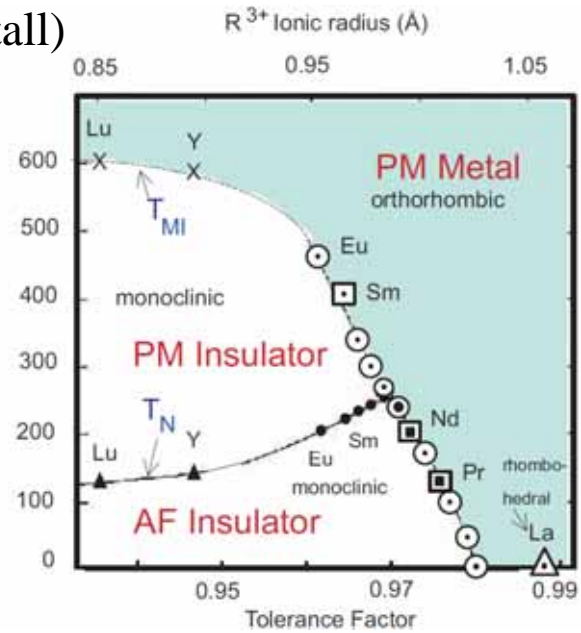 tall)
R 3+ Ionic radius (Å)
0.85 0.95 1.05
Lu
Y
600
PM Metal
orthorhombic
T MI
500
Eu
400
Sm
monoclinic
300
PM Insulator
200
T N
Nd
Lu
Y
Eu
Sm
monoclinic
Pr
rhombo-
hedral
La
100
AF Insulator
0
0.95 0.97 0.99
Tolerance Factor